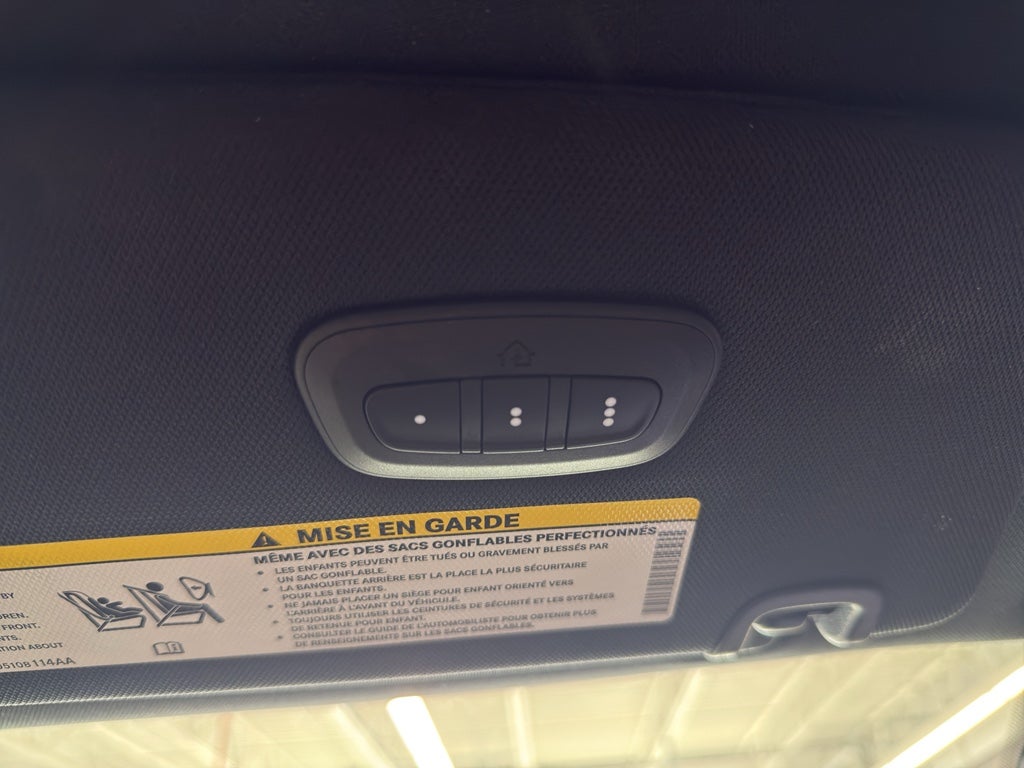 MISE EN GARDE
MÊME AVEC DES SACS GONFLABLES PERFECTIONNÉS
• LES ENFANTS PEUVENT ÊTRE TUÉS OU GRAVEMENT BLESSÉS PAR
UN SAC GONFLABLE.
• LA BANQUETTE ARRIÈRE EST LA PLACE LA PLUS SÉCURITAIRE
POUR LES ENFANTS.
• NE JAMAIS PLACER UN SIÈGE POUR ENFANT ORIENTÉ VERS
L'ARRIÈRE À L'AVANT DU VÉHICULE.
• TOUJOURS UTILISER LES CEINTURES DE SÉCURITÉ ET LES SYSTÈMES
DE RETENUE POUR ENFANT.
• CONSULTER LE GUIDE DE L'AUTOMOBILISTE POUR OBTENIR PLUS
DE RENSEIGNEMENTS SUR LES SACS GONFLABLES.
BY
DREN.
FRONT.
NTS.
ATION ABOUT
05108114AA